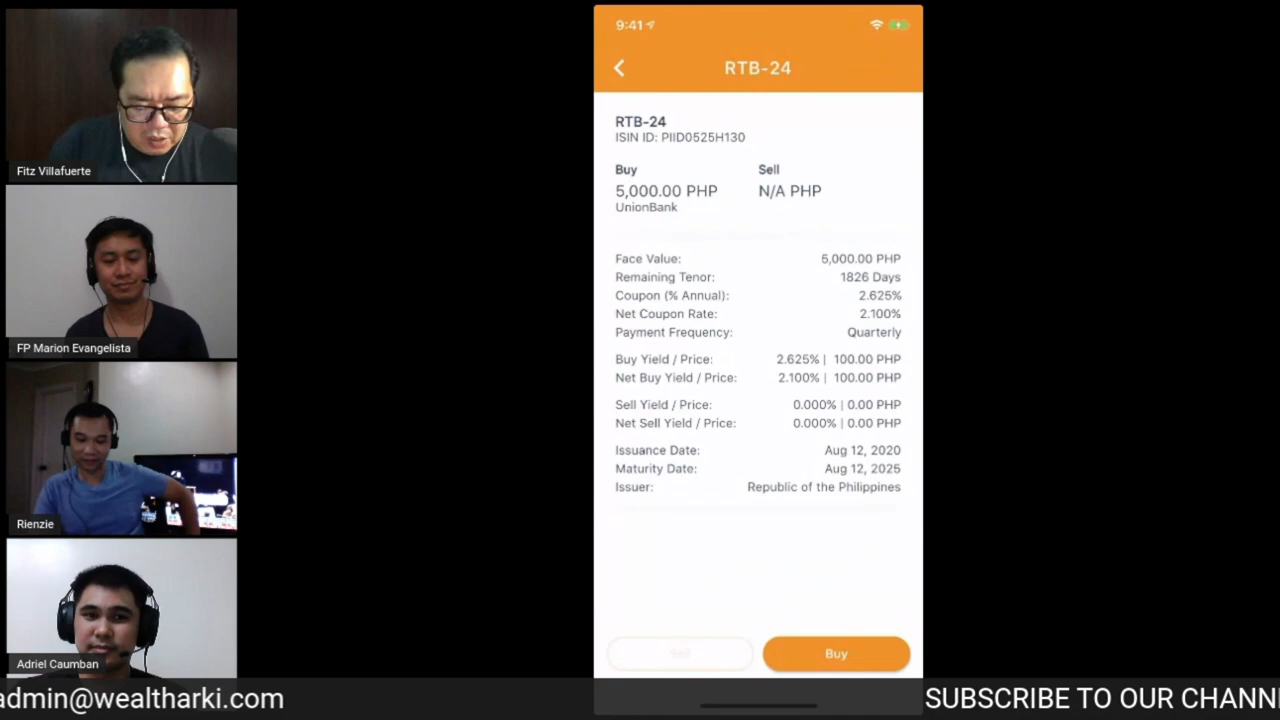 Fitz Villafuerte
FP Marion Evangelista
Rienzie
Adriel Caumban
9:41
RTB-24
RTB-24
ISIN ID: PIID0525H130
Buy Sell
5,000.00 PHP N/A PHP
UnionBank
Face Value: 5,000.00 PHP
Remaining Tenor: 1826 Days
Coupon (% Annual): 2.625%
Net Coupon Rate: 2.100%
Payment Frequency: Quarterly
Buy Yield / Price: 2.625% | 100.00 PHP
Net Buy Yield / Price: 2.100% | 100.00 PHP
Sell Yield / Price: 0.000% | 0.00 PHP
Net Sell Yield / Price: 0.000% | 0.00 PHP
Issuance Date: Aug 12, 2020
Maturity Date: Aug 12, 2025
Issuer: Republic of the Philippines
Sell Buy
admin@wealtharki.com SUBSCRIBE TO OUR CHANN